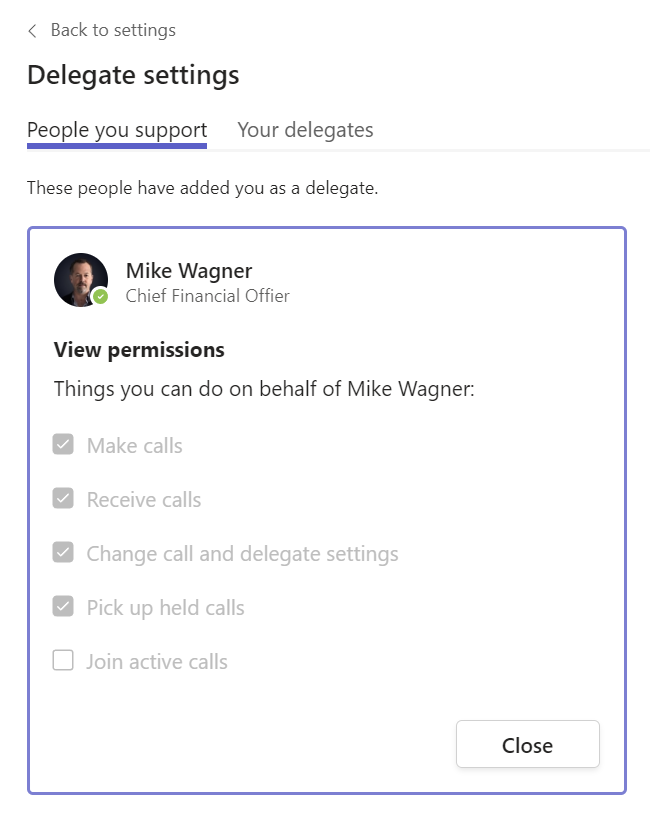 Back to settings
Delegate settings
People you support Your delegates
These people have added you as a delegate.
Mike Wagner
Chief Financial Offier
View permissions
Things you can do on behalf of Mike Wagner:
Make calls
Receive calls
Change call and delegate settings
Pick up held calls
Join active calls
Close